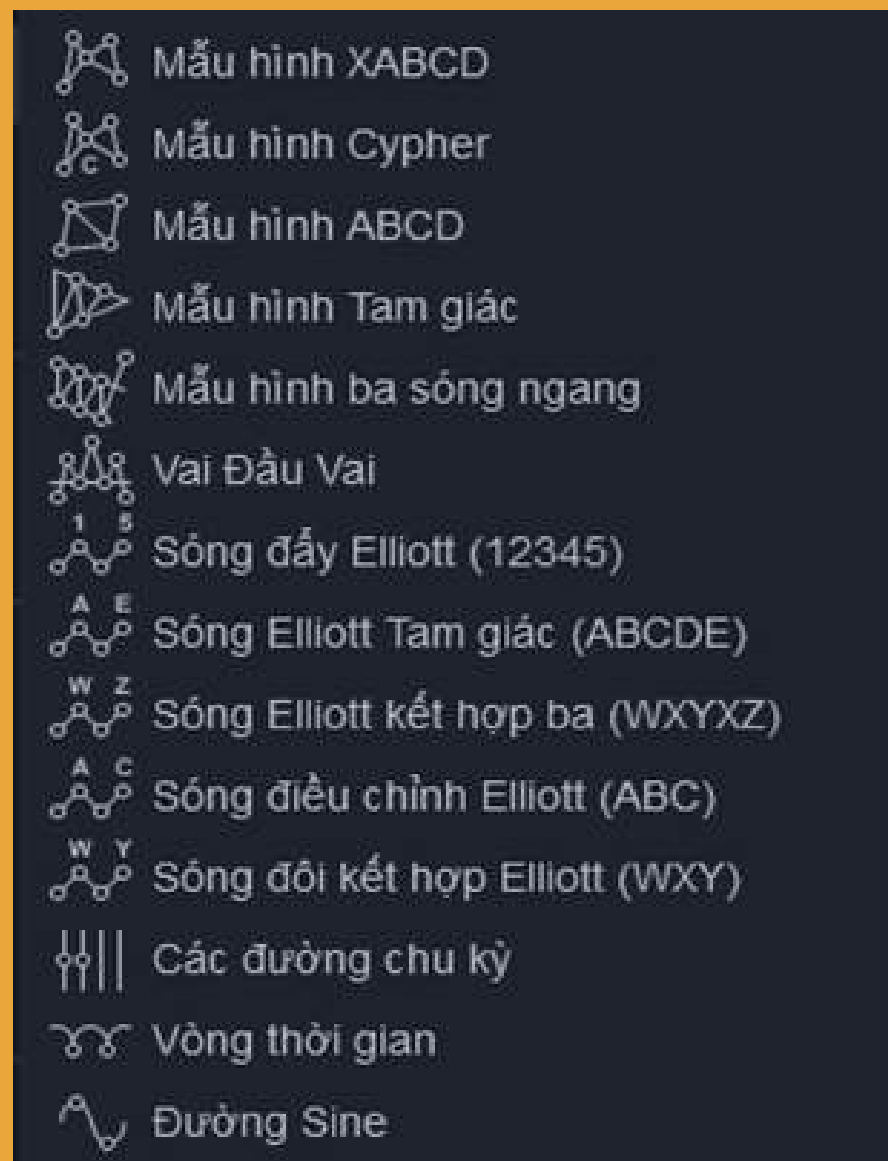 Mẫu hình XABCD
C
Mẫu hình Cypher
Mẫu hình ABCD
Mẫu hình Tam giác
Mẫu hình ba sóng ngang
Vai Đầu Vai
1 5
Sóng đẩy Elliott (12345)
A E
Sóng Elliott Tam giác (ABCDE)
W Z
Sóng Elliott kết hợp ba (WXYXZ)
A C
Sóng điều chỉnh Elliott (ABC)
W Y
Sóng đôi kết hợp Elliott (WXY)
Các đường chu kỳ
Vòng thời gian
Đường Sine